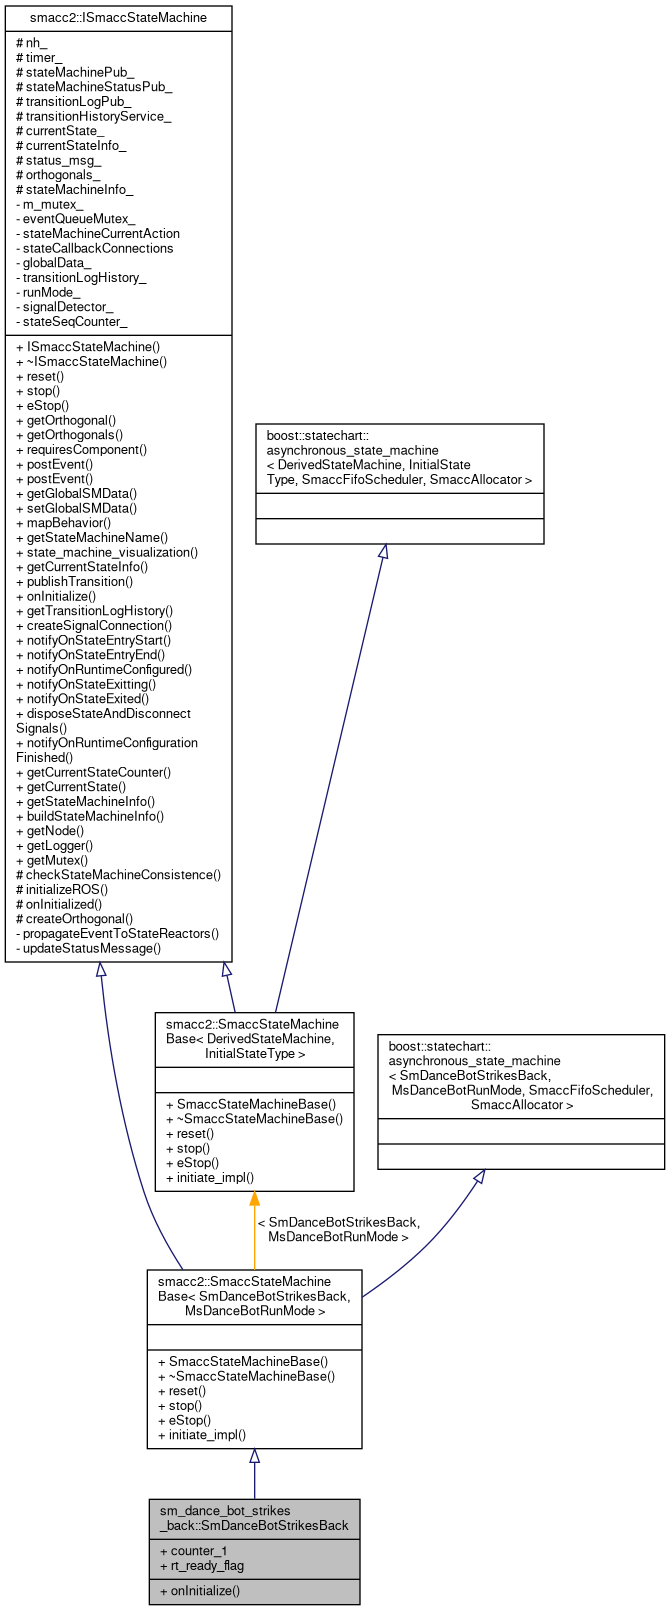 smacc2::ISmaccStateMachine
# nh_
# timer_
# stateMachinePub_
# stateMachineStatusPub_
# transitionLogPub_
# transitionHistoryService_
# currentState_
# currentStateInfo_
# status_msg_
# orthogonals_
# stateMachineInfo_
- m_mutex_
- eventQueueMutex_
- stateMachineCurrentAction
- stateCallbackConnections
- globalData_
- transitionLogHistory_
- runMode_
- signalDetector_
- stateSeqCounter_
+ ISmaccStateMachine()
+ ~ISmaccStateMachine()
+ reset()
+ stop()
+ eStop()
+ getOrthogonal()
+ getOrthogonals()
+ requiresComponent()
+ postEvent()
+ postEvent()
+ getGlobalSMData()
+ setGlobalSMData()
+ mapBehavior()
+ getStateMachineName()
+ state_machine_visualization()
+ getCurrentStateInfo()
+ publishTransition()
+ onInitialize()
+ getTransitionLogHistory()
+ createSignalConnection()
+ notifyOnStateEntryStart()
+ notifyOnStateEntryEnd()
+ notifyOnRuntimeConfigured()
+ notifyOnStateExitting()
+ notifyOnStateExited()
+ disposeStateAndDisconnect
Signals()
+ notifyOnRuntimeConfiguration
Finished()
+ getCurrentStateCounter()
+ getCurrentState()
+ getStateMachineInfo()
+ buildStateMachineInfo()
+ getNode()
+ getLogger()
+ getMutex()
# checkStateMachineConsistence()
# initializeROS()
# onInitialized()
# createOrthogonal()
- propagateEventToStateReactors()
- updateStatusMessage()
boost::statechart::
asynchronous_state_machine
< DerivedStateMachine, InitialState
Type, SmaccFifoScheduler, SmaccAllocator >
smacc2::SmaccStateMachine
Base< DerivedStateMachine,
InitialStateType >
+ SmaccStateMachineBase()
+ ~SmaccStateMachineBase()
+ reset()
+ stop()
+ eStop()
+ initiate_impl()
boost::statechart::
asynchronous_state_machine
< SmDanceBotStrikesBack,
MsDanceBotRunMode, SmaccFifoScheduler,
SmaccAllocator >
< SmDanceBotStrikesBack,
MsDanceBotRunMode >
smacc2::SmaccStateMachine
Base< SmDanceBotStrikesBack,
MsDanceBotRunMode >
+ SmaccStateMachineBase()
+ ~SmaccStateMachineBase()
+ reset()
+ stop()
+ eStop()
+ initiate_impl()
sm_dance_bot_strikes
_back::SmDanceBotStrikesBack
+ counter_1
+ rt_ready_flag
+ onInitialize()